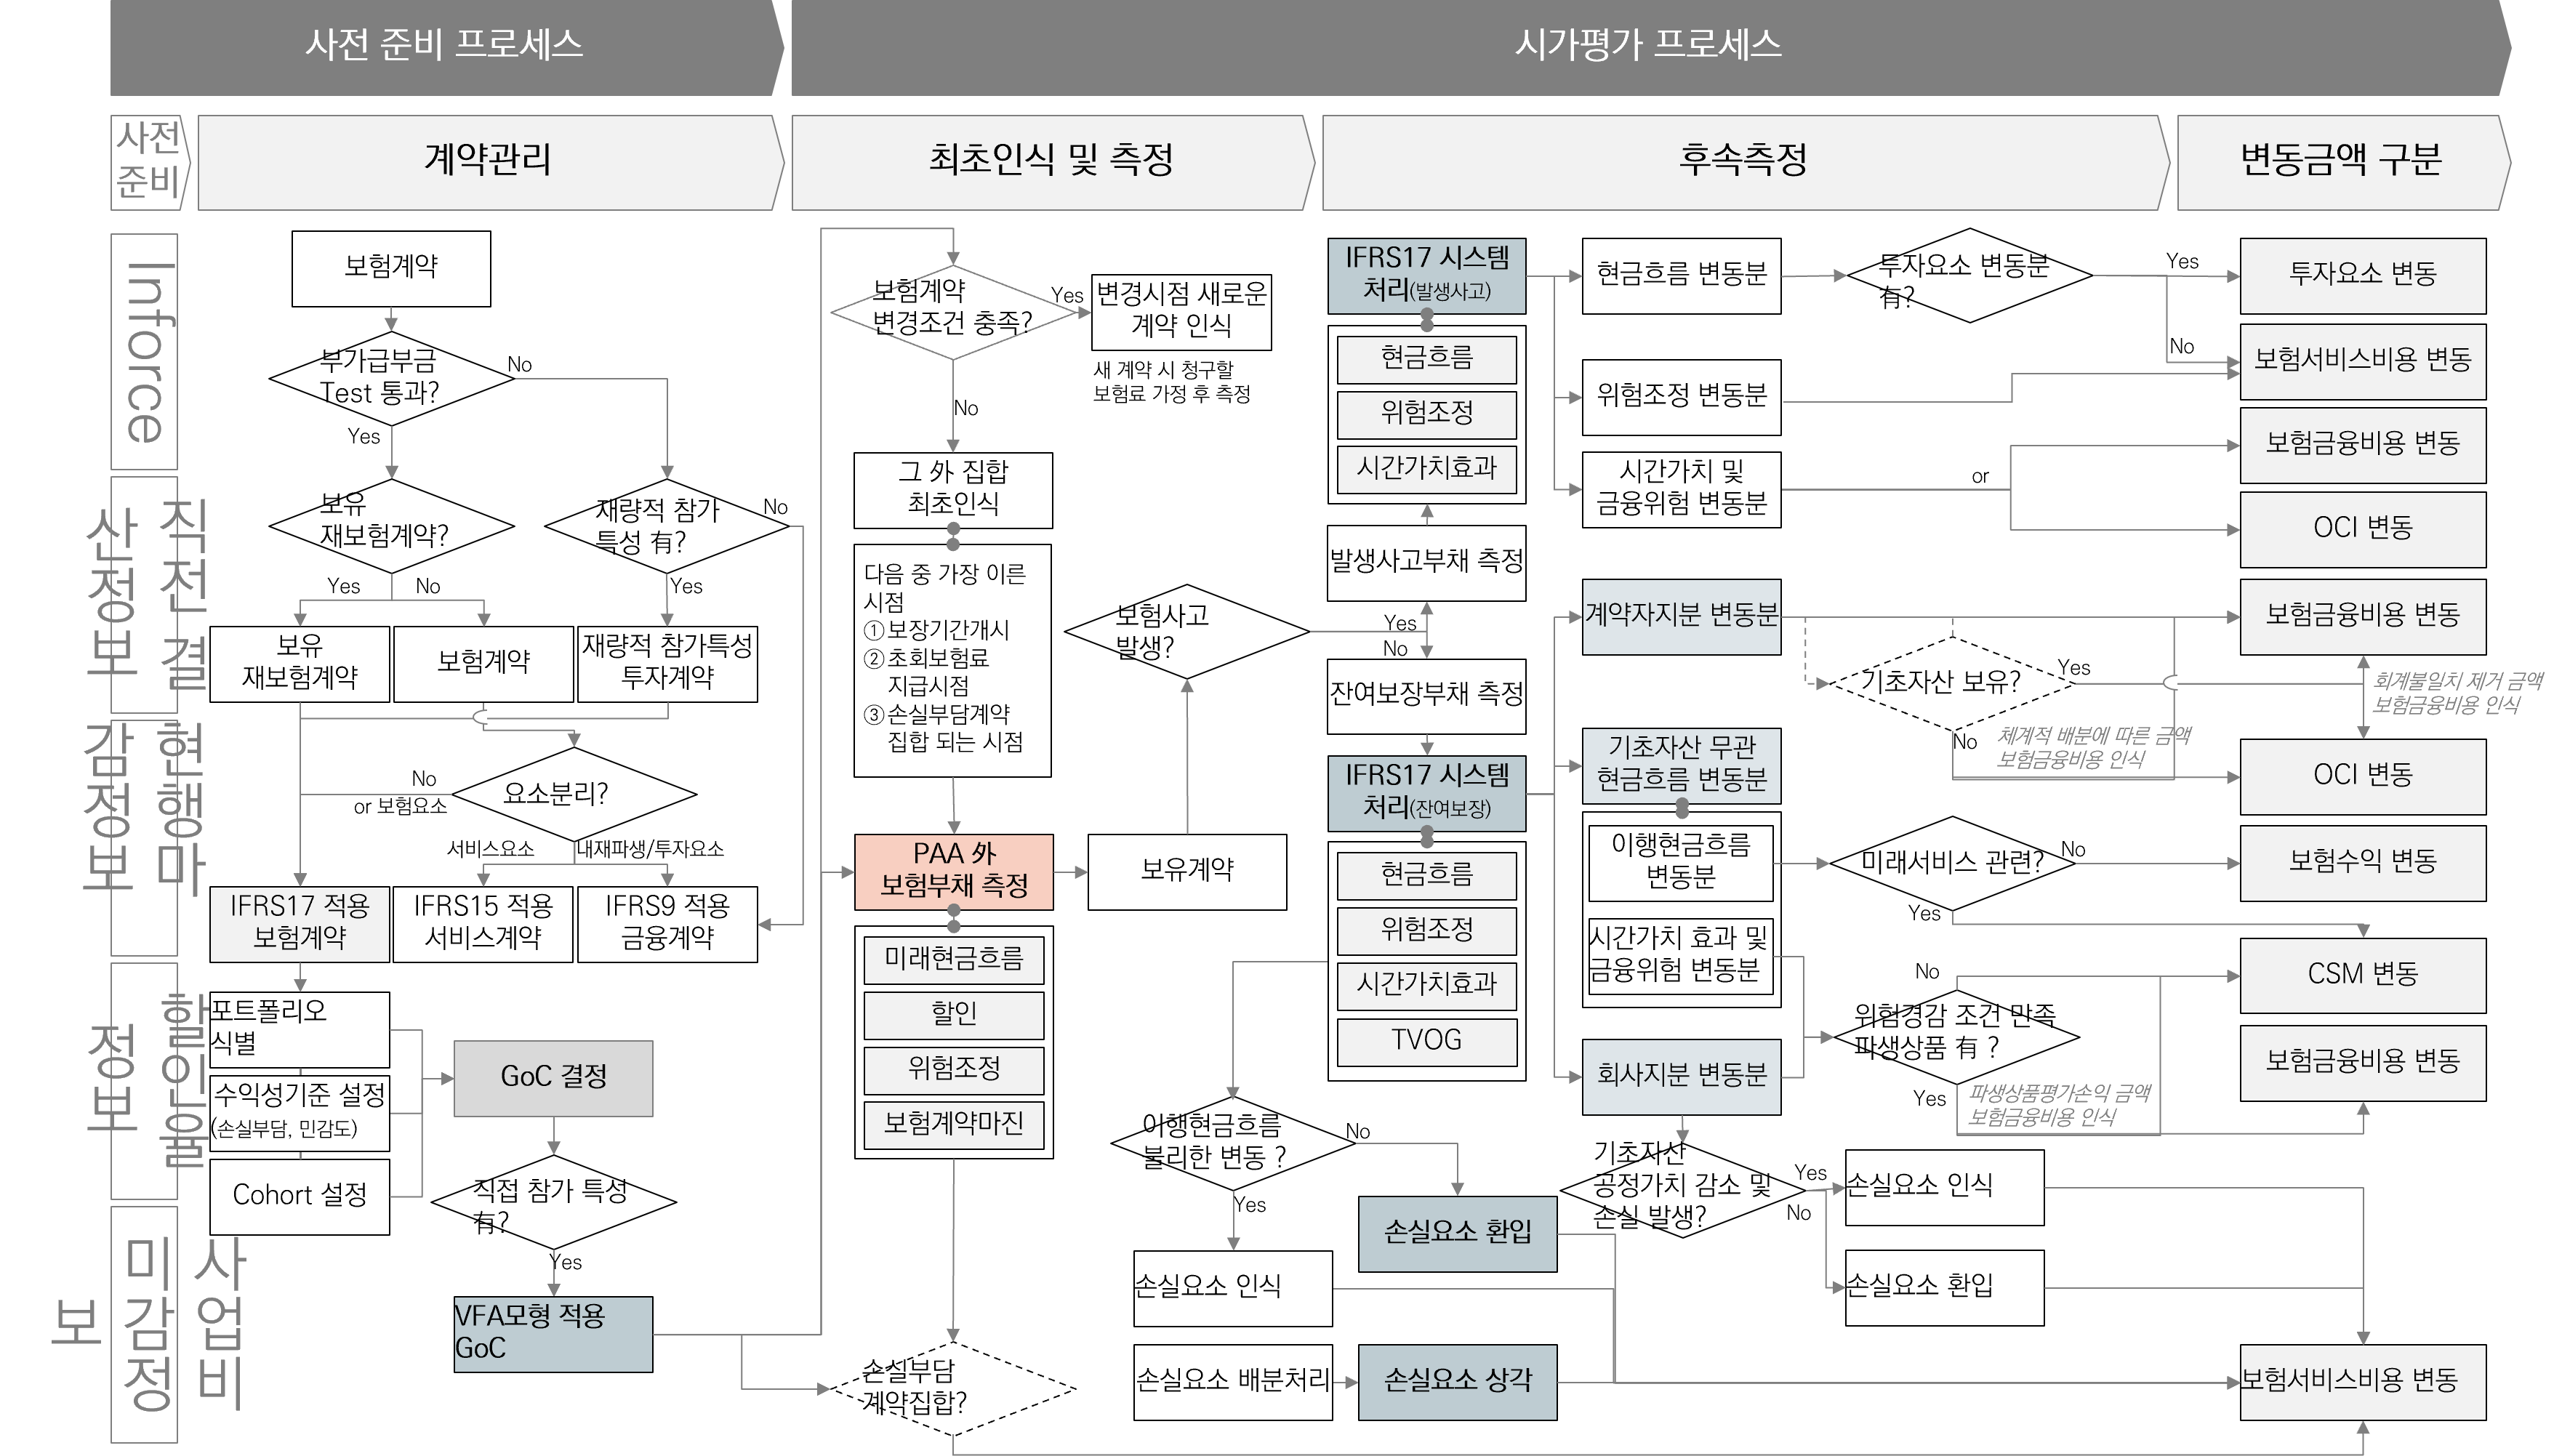 사전 준비 프로세스
시가평가 프로세스
사전
준비
계약관리
최초인식 및 측정
후속측정
변동금액 구분
Inforce
직전 결
산정보
현행마
감정보
할인율
정보
사업비
미감정
보
보험계약
부가급부금
Test 통과?
No
Yes
보유
재보험계약?
재량적 참가
특성 有?
No
Yes
No
Yes
보유
재보험계약
보험계약
재량적 참가특성
투자계약
요소분리?
No
or 보험요소
서비스요소
내재파생/투자요소
IFRS17 적용
보험계약
IFRS15 적용
서비스계약
IFRS9 적용
금융계약
포트폴리오
식별
수익성기준 설정
(손실부담, 민감도)
Cohort 설정
GoC 결정
직접 참가 특성
有?
Yes
VFA모형 적용
GoC
보험계약
변경조건 충족?
Yes
변경시점 새로운
계약 인식
새 계약 시 청구할
보험료 가정 후 측정
No
그 外 집합
최초인식
다음 중 가장 이른
시점
① 보장기간개시
② 초회보험료
지급시점
③ 손실부담계약
집합 되는 시점
PAA 外
보험부채 측정
미래현금흐름
할인
위험조정
보험계약마진
손실부담
계약집합?
보유계약
보험사고
발생?
Yes
No
IFRS17 시스템
처리(발생사고)
현금흐름
위험조정
시간가치효과
발생사고부채 측정
잔여보장부채 측정
IFRS17 시스템
처리(잔여보장)
현금흐름
위험조정
시간가치효과
TVOG
이행현금흐름
불리한 변동 ?
No
Yes
손실요소 환입
손실요소 인식
손실요소 배분처리
손실요소 상각
현금흐름 변동분
위험조정 변동분
시간가치 및
금융위험 변동분
투자요소 변동분
有?
Yes
No
or
계약자지분 변동분
기초자산 보유?
Yes
No
체계적 배분에 따른 금액
보험금융비용 인식
회계불일치 제거 금액
보험금융비용 인식
기초자산 무관
현금흐름 변동분
이행현금흐름
변동분
시간가치 효과 및
금융위험 변동분
미래서비스 관련?
No
Yes
회사지분 변동분
위험경감 조건 만족
파생상품 有 ?
No
Yes
파생상품평가손익 금액
보험금융비용 인식
기초자산
공정가치 감소 및
손실 발생?
Yes
No
손실요소 인식
손실요소 환입
투자요소 변동
보험서비스비용 변동
보험금융비용 변동
OCI 변동
보험금융비용 변동
OCI 변동
보험수익 변동
CSM 변동
보험금융비용 변동
보험서비스비용 변동